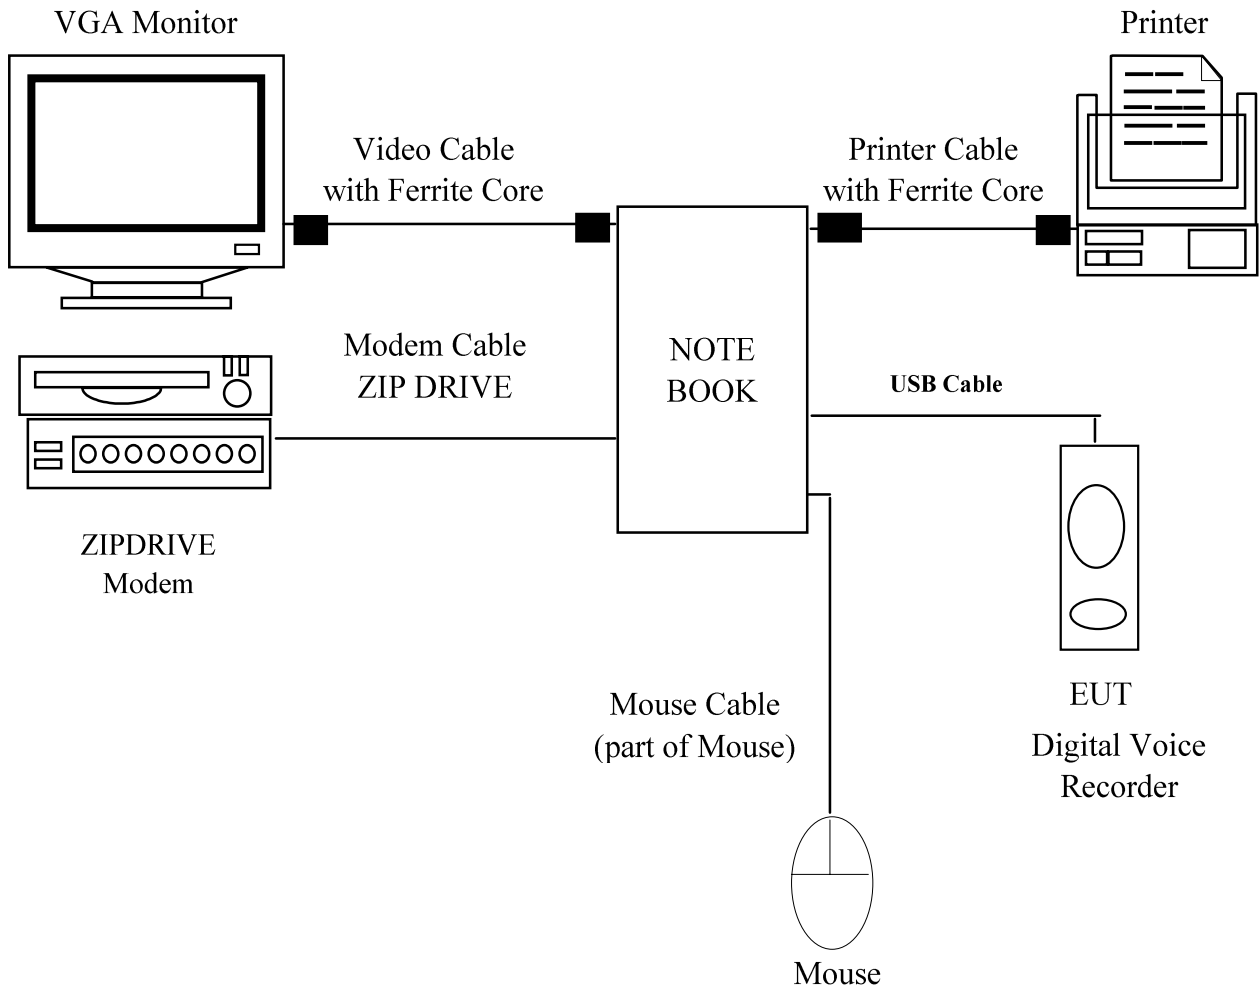 VGA Monitor
Printer
Video Cable
with Ferrite Core
Printer Cable
with Ferrite Core
Modem Cable
ZIP DRIVE
NOTE
BOOK
USB Cable
ZIPDRIVE
Modem
Mouse Cable
(part of Mouse)
EUT
Digital Voice
Recorder
Mouse